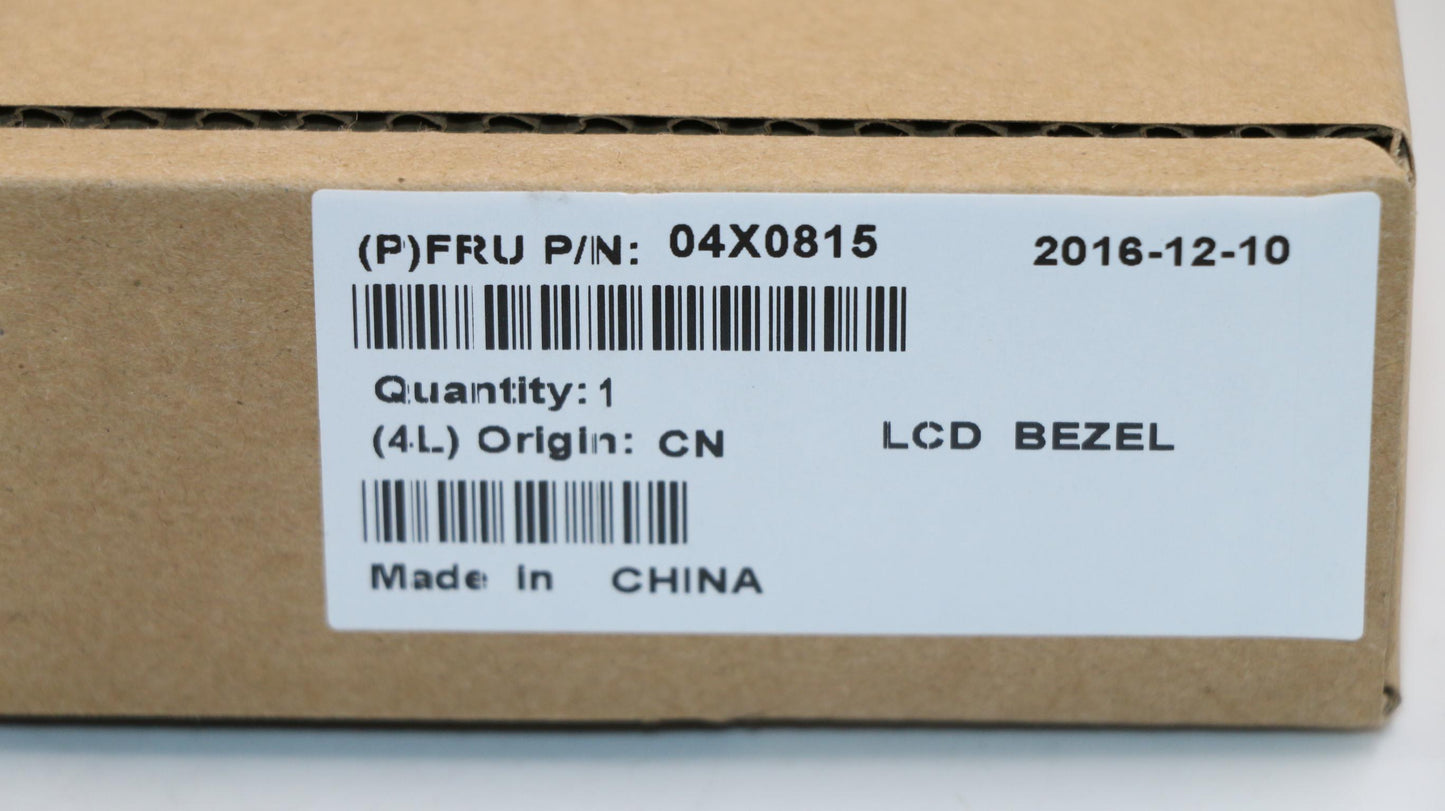 (P)FRU P/N: 04X0815 2016-12-10
Quantity: 1
(4L) Origin: CN LCD BEZEL
Made In CHINA